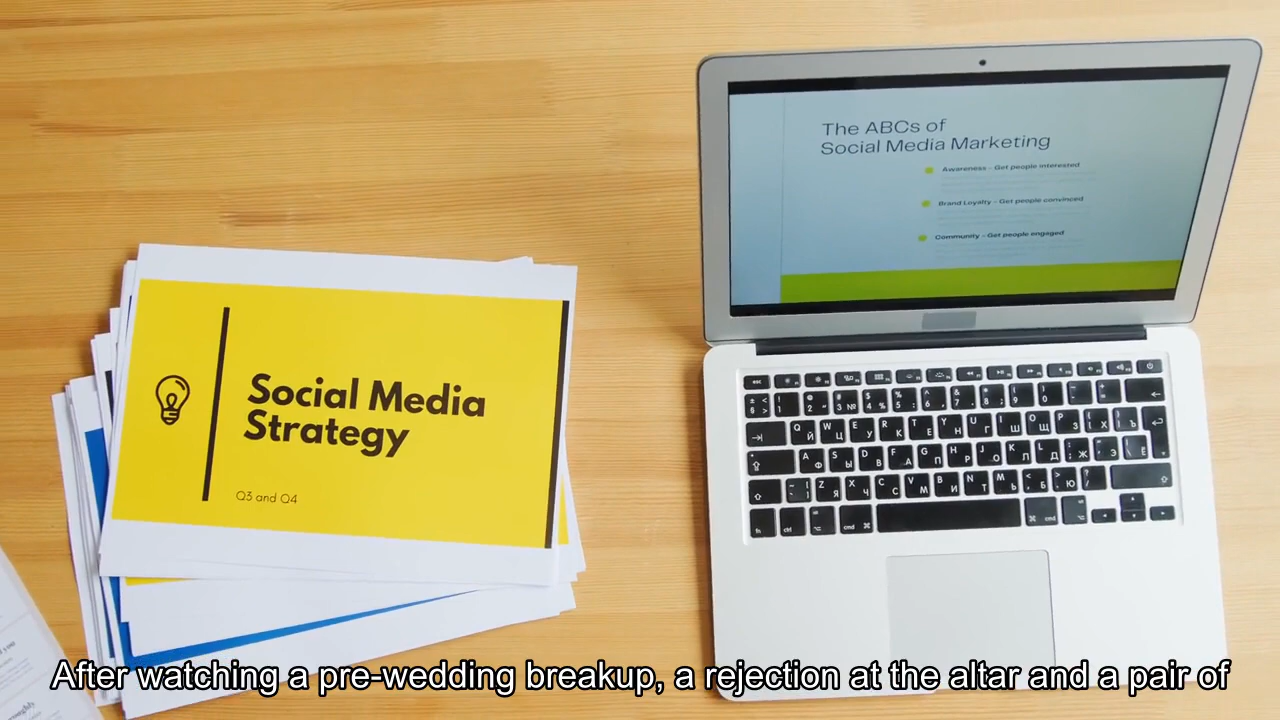 The ABCs of
Social Media Marketing
Awareness - Get people interested
Brand Loyalty - Get people convinced
Community - Get people engaged
Social Media
Strategy
Q3 and Q4
After watching a pre-wedding breakup, a rejection at the altar and a pair of